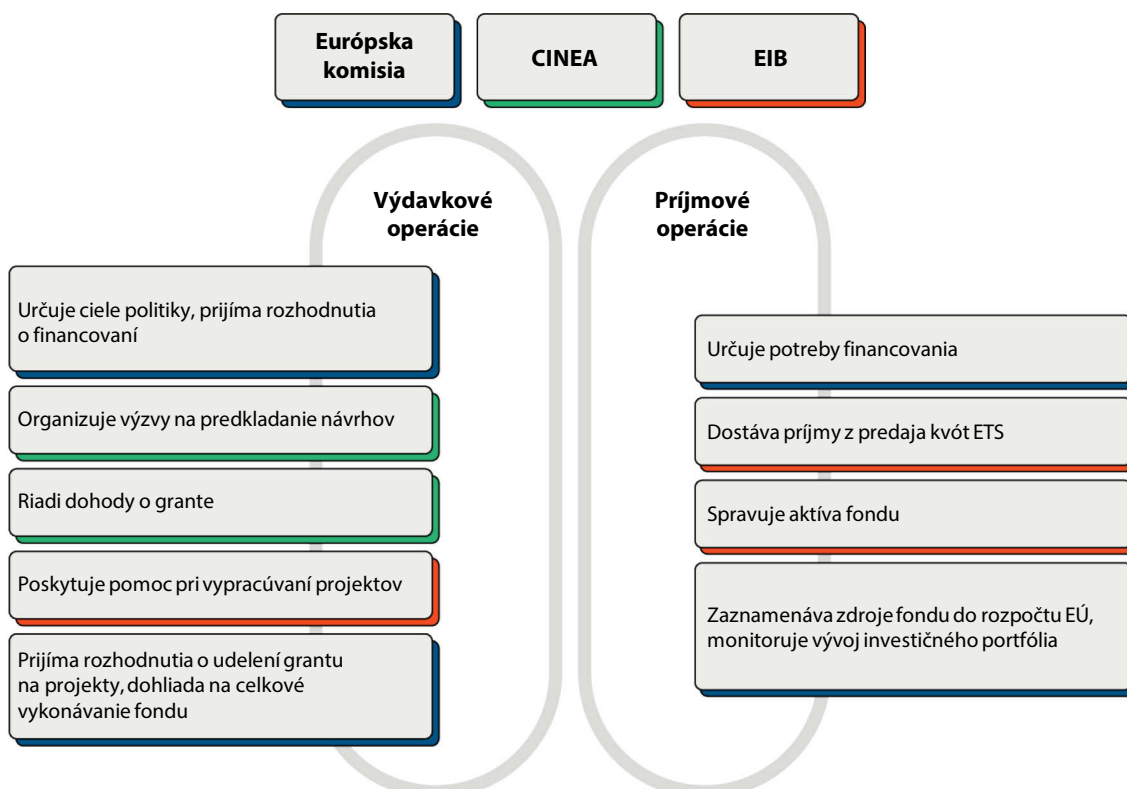 Európska
komisia
CINEA
EIB
Výdavkové
operácie
Príjmové
operácie
Určuje ciele politiky, prijíma rozhodnutia
o financovaní
Organizuje výzvy na predkladanie návrhov
Riadi dohody o grante
Poskytuje pomoc pri vypracúvaní projektov
Prijíma rozhodnutia o udelení grantu
na projekty, dohliada na celkové
vykonávanie fondu
Určuje potreby financovania
Dostáva príjmy z predaja kvót ETS
Spravuje aktíva fondu
Zaznamenáva zdroje fondu do rozpočtu EÚ,
monitoruje vývoj investičného portfólia